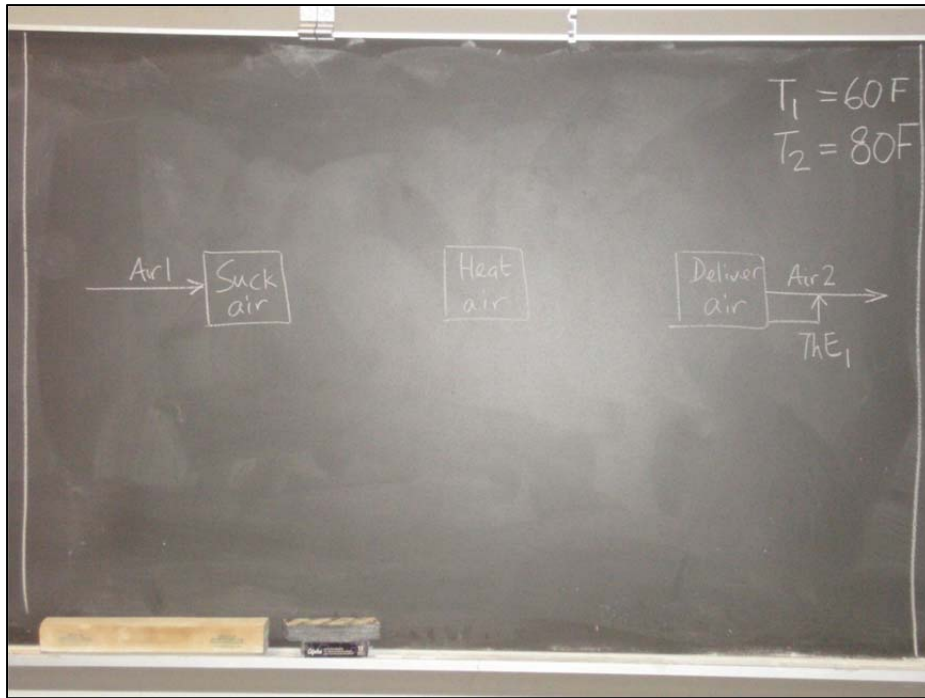 T₁ = 60F
T₂ = 80F
Air1
Suck
air
Heat
air
Deliver
air
Air2
ThE₁